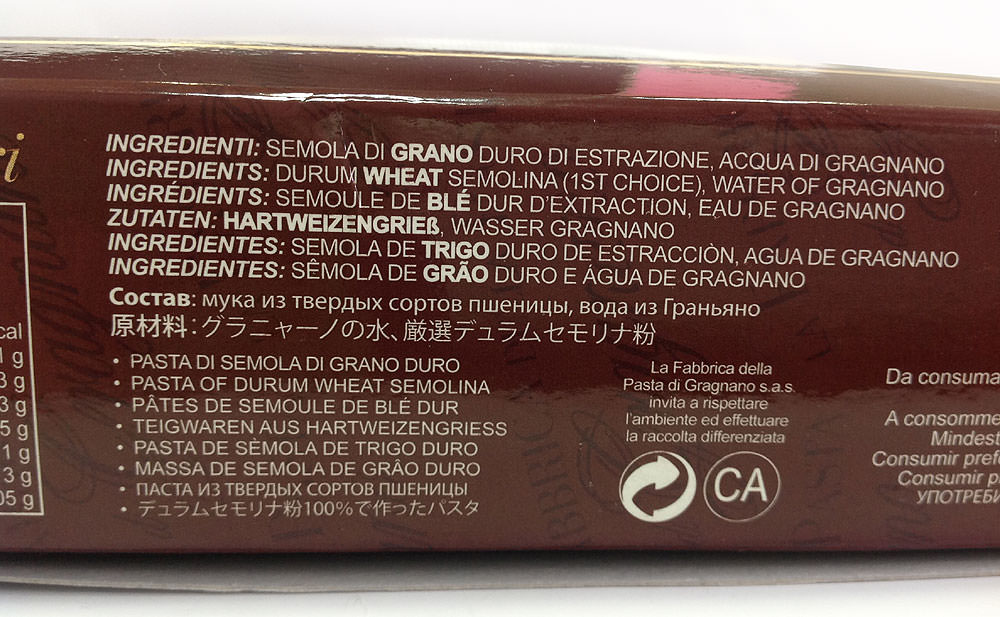 ri
INGREDIENTI: SEMOLA DI GRANO DURO DI ESTRAZIONE, ACQUA DI GRAGNANO
INGREDIENTS: DURUM WHEAT SEMOLINA (1ST CHOICE), WATER OF GRAGNANO
INGRÉDIENTS: SEMOULE DE BLÉ DUR D'EXTRACTION, EAU DE GRAGNANO
ZUTATEN: HARTWEIZENGRIEß, WASSER GRAGNANO
INGREDIENTES: SEMOLA DE TRIGO DURO DE ESTRACCIÒN, AGUA DE GRAGNANO
INGREDIENTES: SÊMOLA DE GRÃO DURO E ÁGUA DE GRAGNANO
Состав: мука из твердых сортов пшеницы, вода из Граньяно
原材料：グラニャーノの水、厳選デュラムセモリナ粉
• PASTA DI SEMOLA DI GRANO DURO
• PASTA OF DURUM WHEAT SEMOLINA
• PÂTES DE SEMOULE DE BLÉ DUR
• TEIGWAREN AUS HARTWEIZENGRIESS
• PASTA DE SÈMOLA DE TRIGO DURO
• MASSA DE SEMOLA DE GRÂO DURO
• ПАСТА ИЗ ТВЕРДЫХ СОРТОВ ПШЕНИЦЫ
• デュラムセモリナ粉100%で作ったパスタ
La Fabbrica della
Pasta di Gragnano s.a.s.
invita a rispettare
l'ambiente ed effettuare
la raccolta differenziata
CA
Da consuma
A consomme
Mindest
Consumir pref
Consumir p
УПОТРЕБИ
cal
1 g
3 g
3 g
5 g
1 g
3 g
05 g